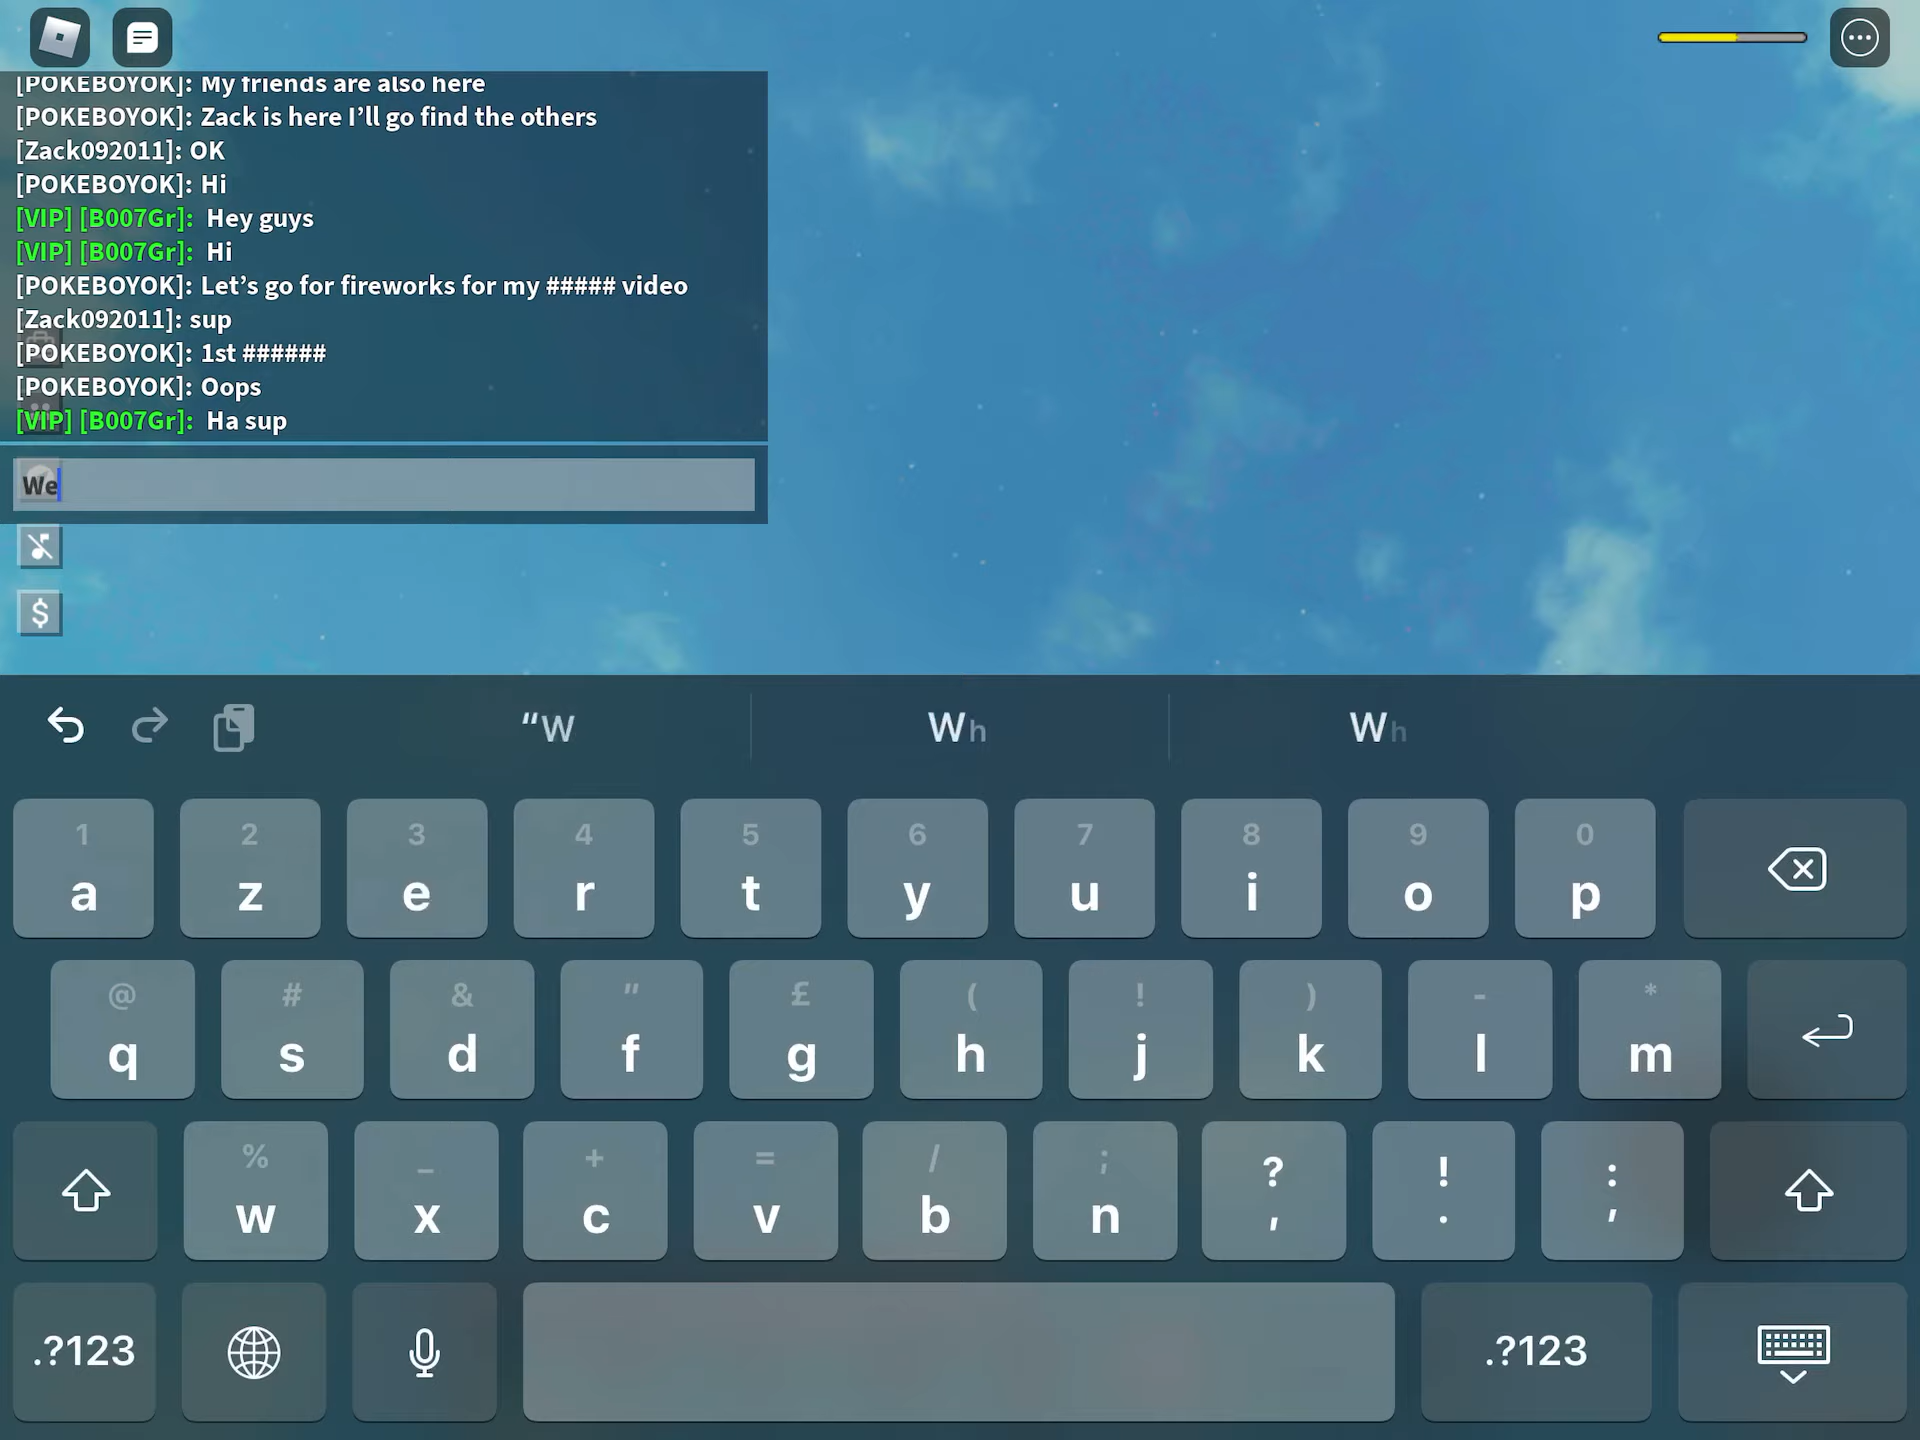 [POKEBOYOK]: My friends are also here
[POKEBOYOK]: Zack is here I’ll go find the others
[Zack092011]: OK
[POKEBOYOK]: Hi
[VIP] [B007Gr]: Hey guys
[VIP] [B007Gr]: Hi
[POKEBOYOK]: Let’s go for fireworks for my ##### video
[Zack092011]: sup
[POKEBOYOK]: 1st ######
[POKEBOYOK]: Oops
[VIP] [B007Gr]: Ha sup
We
$
“W Wh Wh
1 2 3 4 5 6 7 8 9 0
a z e r t y u i o p
@ # & " £ ( ! ) - *
q s d f g h j k l m
% _ + = / ; ? ! :
w x c v b n , . '
.?123 .?123